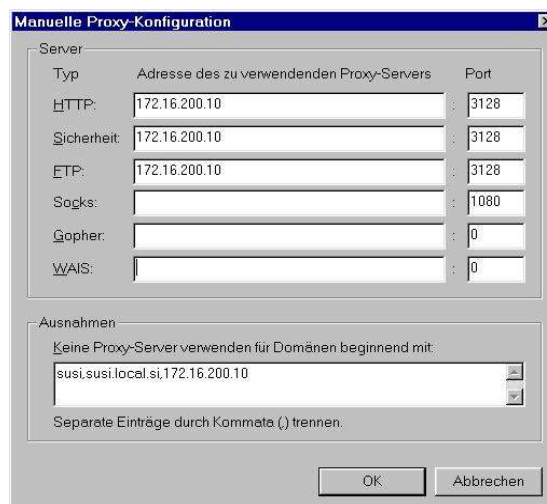 Manuelle Proxy-Konfiguration
Server
Typ Adresse des zu verwendenden Proxy-Servers Port
HTTP: 172.16.200.10 : 3128
Sicherheit: 172.16.200.10 : 3128
FTP: 172.16.200.10 : 3128
Socks: : 1080
Gopher: : 0
WAIS: : 0
Ausnahmen
Keine Proxy-Server verwenden für Domänen beginnend mit:
susi,susi.local.si,172.16.200.10
Separate Einträge durch Kommata (,) trennen.
OK Abbrechen